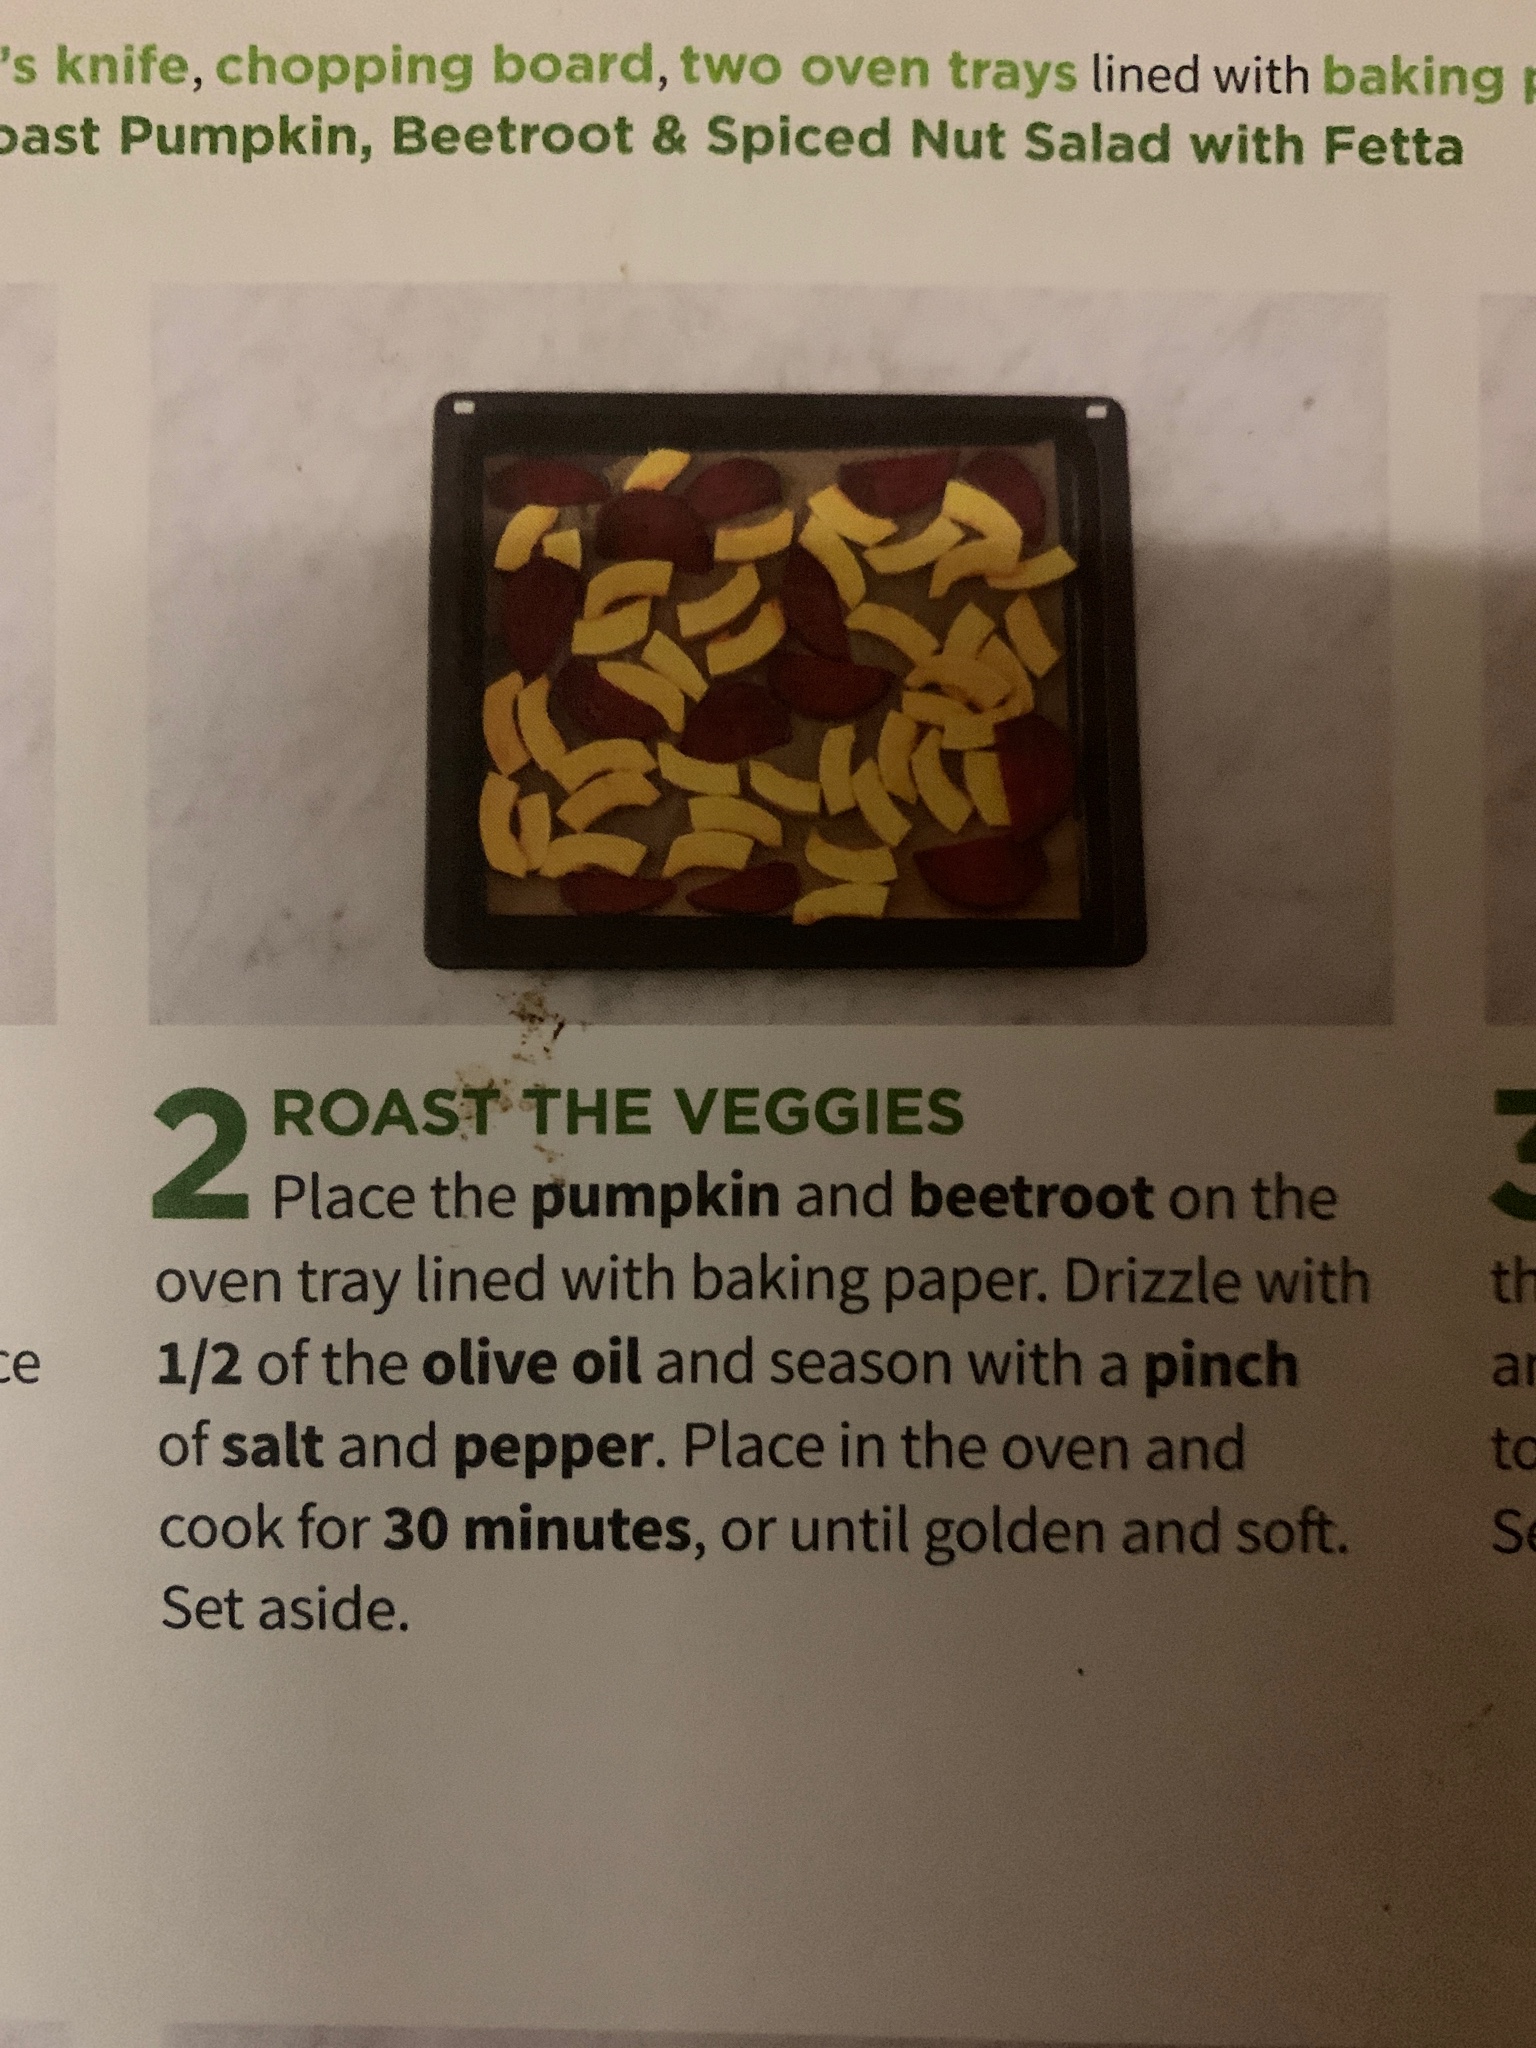 's knife, chopping board, two oven trays lined with baking
Pumpkin, Beetroot & Spiced Nut Salad with Fetta
2 ROAST THE VEGGIES
Place the pumpkin and beetroot on the
oven tray lined with baking paper. Drizzle with
1/2 of the olive oil and season with a pinch
of salt and pepper. Place in the oven and
cook for 30 minutes, or until golden and soft.
Set aside.
3